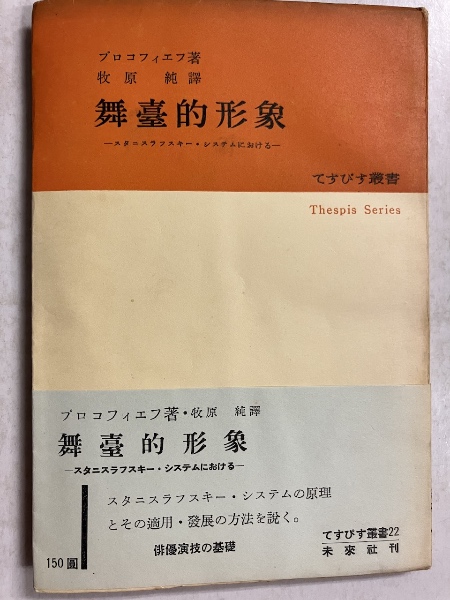 プロコフィエフ著
牧原 純譯
舞臺的形象
―スタニスラフスキー・システムにおける―
てすぴす叢書
Thespis Series
プロコフィエフ著・牧原 純譯
舞臺的形象
―スタニスラフスキー・システムにおける―
スタニスラフスキー・システムの原理
とその適用・發展の方法を説く。
俳優演技の基礎
150圓
てすぴす叢書22
未來社刊